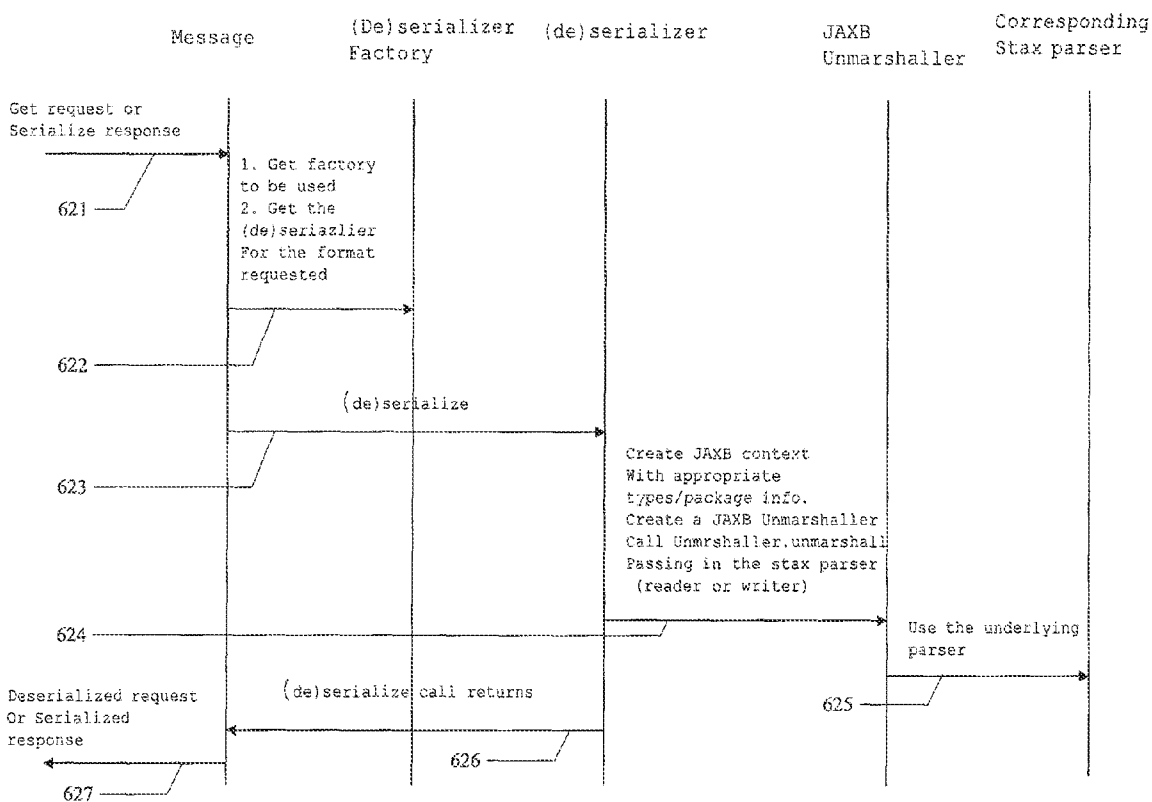 Message
(De)serializer
Factory
(de)serializer
JAXB
Unmarshaller
Corresponding
Stax parser
Get request or
Serialize response
621
1. Get factory
to be used
2. Get the
(de)seriazlier
For the format
requested
622
(de)serialize
623
Create JAXB context
With appropriate
types/package info.
Create a JAXB Unmarshaller
Call Unmrshaller.unmarshall
Passing in the stax parser
(reader or writer)
624
Use the underlying
parser
625
(de)serialize call returns
626
Deserialized request
Or Serialized
response
627